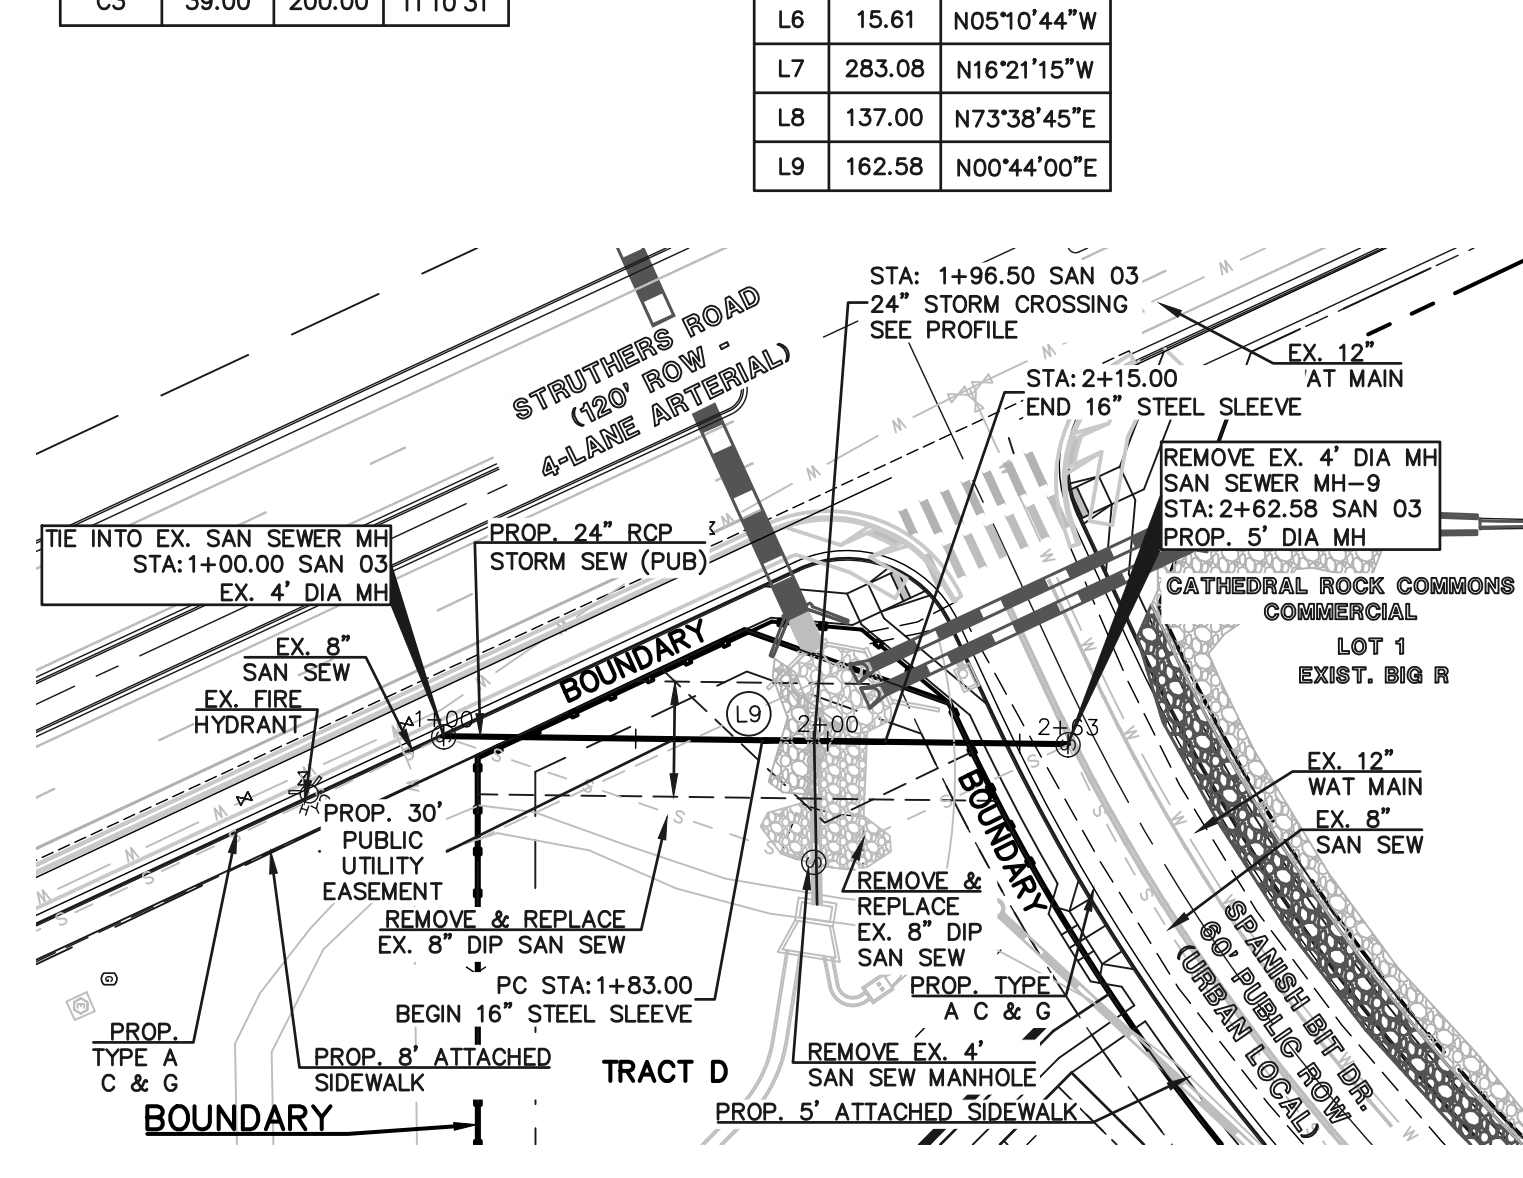 C3 39.00 200.00 11°10'31"
L6 15.61 N05°10'44"W
L7 283.08 N16°21'15"W
L8 137.00 N73°38'45"E
L9 162.58 N00°44'00"E
STA: 1+96.50 SAN 03
24" STORM CROSSING
SEE PROFILE
STRUTHERS ROAD
(120' ROW -
4-LANE ARTERIAL)
EX. 12"
WAT MAIN
STA:2+15.00
END 16" STEEL SLEEVE
REMOVE EX. 4' DIA MH
SAN SEWER MH-9
STA:2+62.58 SAN 03
PROP. 5' DIA MH
TIE INTO EX. SAN SEWER MH
STA:1+00.00 SAN 03
EX. 4' DIA MH
PROP. 24" RCP
STORM SEW (PUB)
CATHEDRAL ROCK COMMONS
COMMERCIAL
LOT 1
EXIST. BIG R
EX. 8"
SAN SEW
EX. FIRE
HYDRANT
BOUNDARY
L9
1+00
2+00
2+63
PROP. 30'
PUBLIC
UTILITY
EASEMENT
BOUNDARY
EX. 12"
WAT MAIN
EX. 8"
SAN SEW
REMOVE & REPLACE
EX. 8" DIP SAN SEW
REMOVE &
REPLACE
EX. 8" DIP
SAN SEW
PC STA:1+83.00
BEGIN 16" STEEL SLEEVE
PROP. TYPE
A C & G
SPANISH BIT DR.
60' PUBLIC ROW
(URBAN LOCAL)
PROP.
TYPE A
C & G
PROP. 8' ATTACHED
SIDEWALK
TRACT D
REMOVE EX. 4'
SAN SEW MANHOLE
PROP. 5' ATTACHED SIDEWALK
BOUNDARY